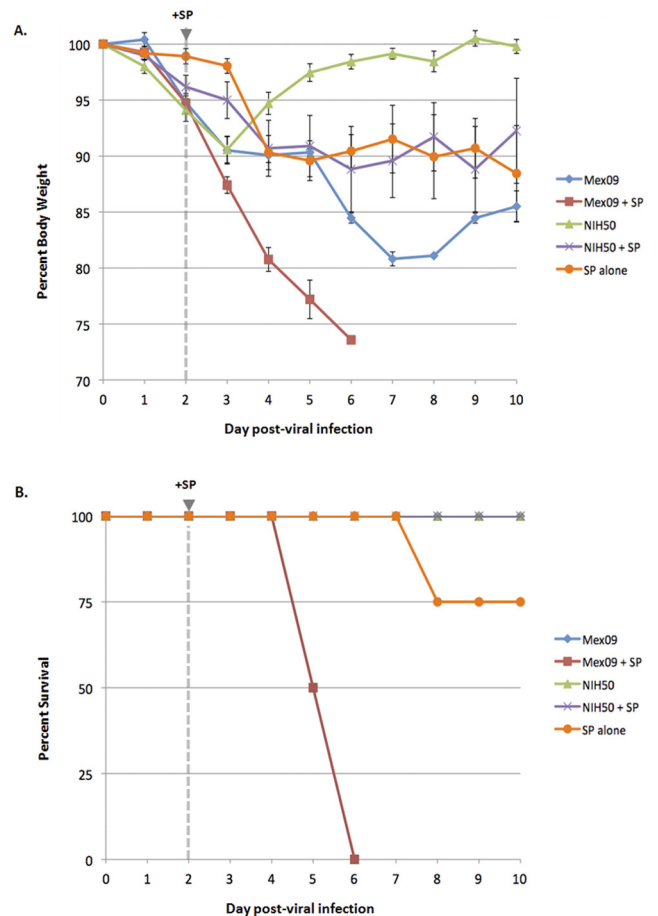 A.
+SP
100
95
90
85
80
75
70
Percent Body Weight
0 1 2 3 4 5 6 7 8 9 10
Day post-viral infection
Mex09
Mex09 + SP
NIH50
NIH50 + SP
SP alone
B.
+SP
100
75
50
25
0
Percent Survival
0 1 2 3 4 5 6 7 8 9 10
Day post-viral infection
Mex09
Mex09 + SP
NIH50
NIH50 + SP
SP alone